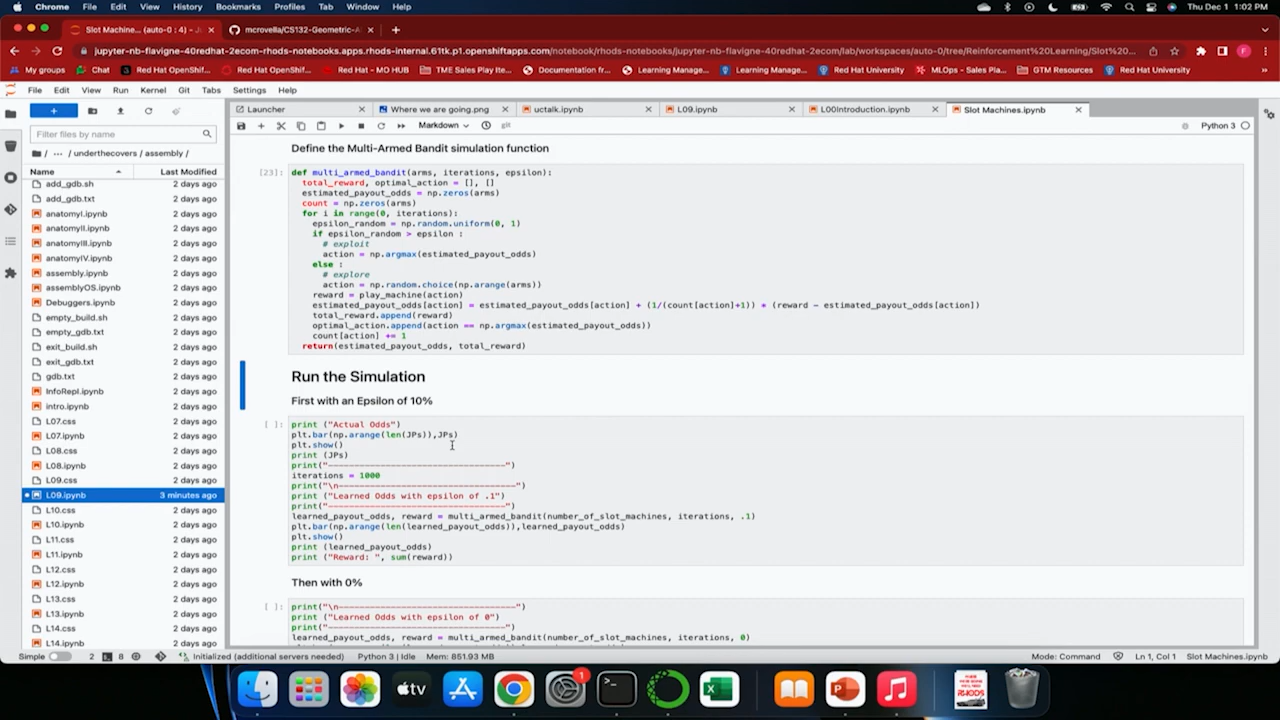 Chrome File Edit View History Bookmarks Profiles Tab Window Help Thu Dec 1 1:02 PM
Slot Machine... (auto-0 : 4) - Ju mcrovella/CS132-Geometric-Al
jupyter-nb-flavigne-40redhat-2ecom-rhods-notebooks.apps.rhods-internal.61tk.p1.openshiftapps.com/notebook/rhods-notebooks/jupyter-nb-flavigne-40redhat-2ecom/lab/workspaces/auto-0/tree/Reinforcement%20Learning/Slot%20Machines...
My groups Chat Red Hat OpenShif... Red Hat OpenShif... Red Hat - MO HUB TME Sales Play Ite... Documentation fr... Learning Manage... Learning Manage... Red Hat University MLOps - Sales Pla... GTM Resources Red Hat University
File Edit View Run Kernel Git Tabs Settings Help
Launcher Where we are going.png uctalk.ipynb L09.ipynb L00Introduction.ipynb Slot Machines.ipynb
Markdown git Python 3
Filter files by name
/ ... / underthecovers / assembly /
Name Last Modified
add_gdb.sh 2 days ago
add_gdb.txt 2 days ago
anatomyI.ipynb 2 days ago
anatomyII.ipynb 2 days ago
anatomyIII.ipynb 2 days ago
anatomyIV.ipynb 2 days ago
assembly.ipynb 2 days ago
assemblyOS.ipynb 2 days ago
Debuggers.ipynb 2 days ago
empty_build.sh 2 days ago
empty_gdb.txt 2 days ago
exit_build.sh 2 days ago
exit_gdb.txt 2 days ago
gdb.txt 2 days ago
InfoRepI.ipynb 2 days ago
intro.ipynb 2 days ago
L07.css 2 days ago
L07.ipynb 2 days ago
L08.css 2 days ago
L08.ipynb 2 days ago
L09.css 2 days ago
L09.ipynb 3 minutes ago
L10.css 2 days ago
L10.ipynb 2 days ago
L11.css 2 days ago
L11.ipynb 2 days ago
L12.css 2 days ago
L12.ipynb 2 days ago
L13.css 2 days ago
L13.ipynb 2 days ago
L14.css 2 days ago
L14.ipynb 2 days ago
Define the Multi-Armed Bandit simulation function
[23]: def multi_armed_bandit(arms, iterations, epsilon):
total_reward, optimal_action = [], []
estimated_payout_odds = np.zeros(arms)
count = np.zeros(arms)
for i in range(0, iterations):
epsilon_random = np.random.uniform(0, 1)
if epsilon_random > epsilon :
# exploit
action = np.argmax(estimated_payout_odds)
else :
# explore
action = np.random.choice(np.arange(arms))
reward = play_machine(action)
estimated_payout_odds[action] = estimated_payout_odds[action] + (1/(count[action]+1)) * (reward - estimated_payout_odds[action])
total_reward.append(reward)
optimal_action.append(action == np.argmax(estimated_payout_odds))
count[action] += 1
return(estimated_payout_odds, total_reward)
Run the Simulation
First with an Epsilon of 10%
[ ]: print ("Actual Odds")
plt.bar(np.arange(len(JPs)),JPs)
plt.show()
print (JPs)
print("-----------------------------------")
iterations = 1000
print("\n-----------------------------------")
print ("Learned Odds with epsilon of .1")
print("-----------------------------------")
learned_payout_odds, reward = multi_armed_bandit(number_of_slot_machines, iterations, .1)
plt.bar(np.arange(len(learned_payout_odds)),learned_payout_odds)
plt.show()
print (learned_payout_odds)
print ("Reward: ", sum(reward))
Then with 0%
[ ]: print("\n-----------------------------------")
print ("Learned Odds with epsilon of 0")
print("-----------------------------------")
learned_payout_odds, reward = multi_armed_bandit(number_of_slot_machines, iterations, 0)
Simple 2 8 Initialized (additional servers needed) Python 3 | Idle Mem: 851.93 MB Mode: Command Ln 1, Col 1 Slot Machines.ipynb
tv 1